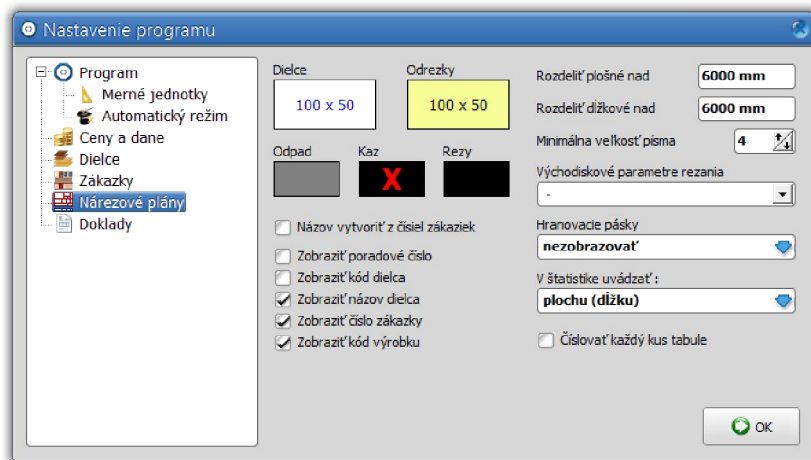 Nastavenie programu
Program
Merné jednotky
Automatický režim
Ceny a dane
Dielce
Zákazky
Nárezové plány
Doklady
Dielce
Odrezky
100 x 50
100 x 50
Odpad
Kaz
Rezy
X
Názov vytvoriť z čísiel zákaziek
Zobraziť poradové číslo
Zobraziť kód dielca
Zobraziť názov dielca
Zobraziť číslo zákazky
Zobraziť kód výrobku
Rozdeliť plošné nad
6000 mm
Rozdeliť dĺžkové nad
6000 mm
Minimálna veľkosť písma
4
Východiskové parametre rezania
-
Hranovacie pásky
nezobrazovať
V štatistike uvádzať :
plochu (dĺžku)
Číslovať každý kus tabule
OK